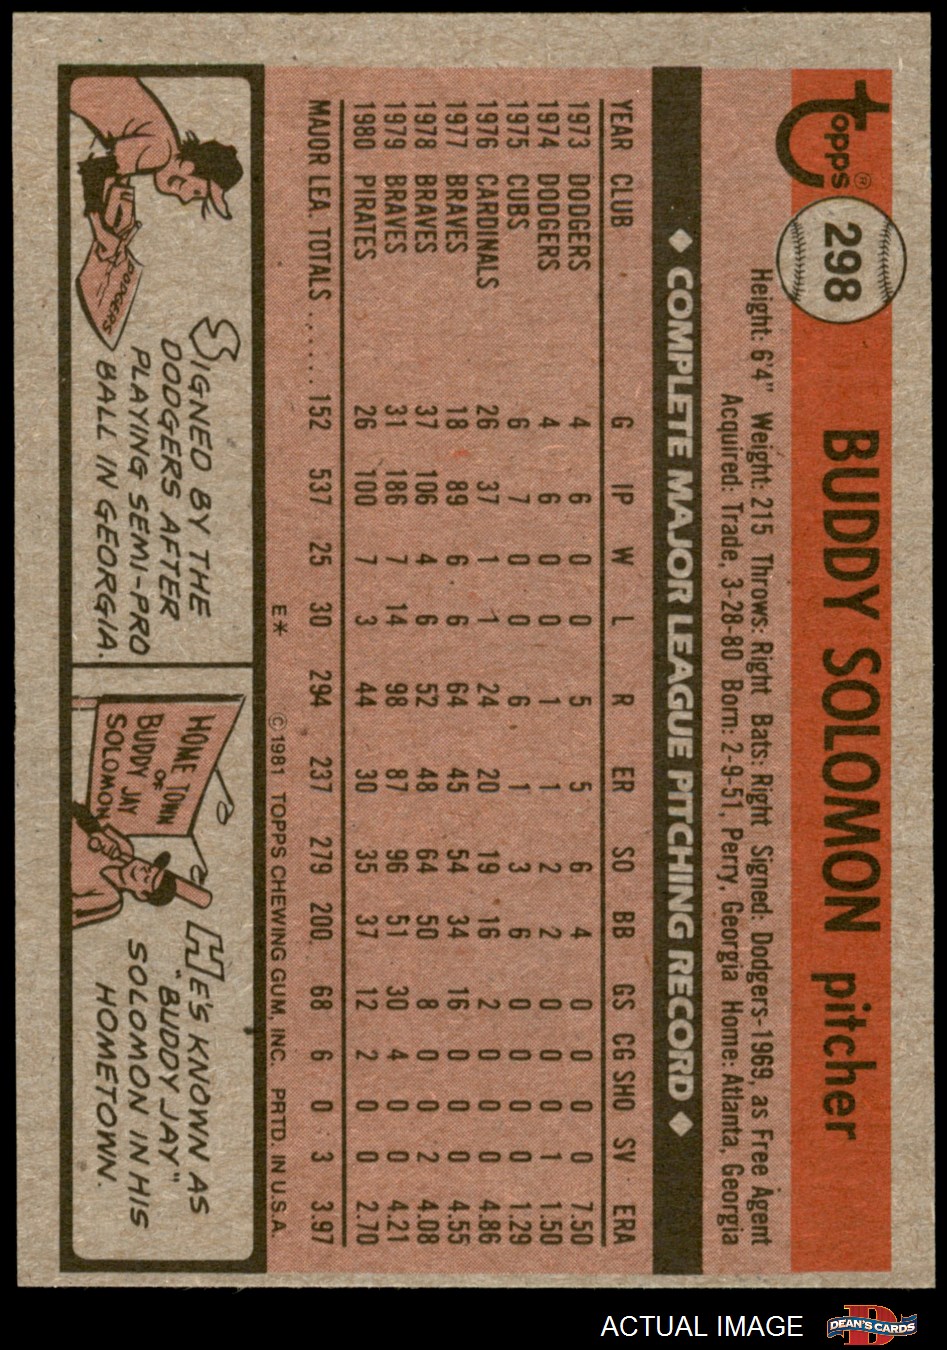 topps®
298
BUDDY SOLOMON pitcher
Height: 6'4" Weight: 215 Throws: Right Bats: Right Signed: Dodgers-1969, as Free Agent
Acquired: Trade, 3-28-80 Born: 2-9-51, Perry, Georgia Home: Atlanta, Georgia
◆ COMPLETE MAJOR LEAGUE PITCHING RECORD ◆
YEAR CLUB G IP W L R ER SO BB GS CG SHO SV ERA
1973 DODGERS 4 6 0 0 5 5 6 4 0 0 0 0 7.50
1974 DODGERS 4 6 0 0 1 1 2 2 0 0 0 1 1.50
1975 CUBS 6 7 0 0 6 1 3 6 0 0 0 0 1.29
1976 CARDINALS 26 37 1 1 24 20 19 16 2 0 0 0 4.86
1977 BRAVES 18 89 6 6 64 45 54 34 16 0 0 0 4.55
1978 BRAVES 37 106 4 6 52 48 64 50 8 0 0 2 4.08
1979 BRAVES 31 186 7 14 98 87 96 51 30 4 0 0 4.21
1980 PIRATES 26 100 7 3 44 30 35 37 12 2 0 0 2.70
MAJOR LEA. TOTALS ...... 152 537 25 30 294 237 279 200 68 6 0 3 3.97
E* ©1981 TOPPS CHEWING GUM, INC. PRTD. IN U.S.A.
DODGERS
SIGNED BY THE
DODGERS AFTER
PLAYING SEMI-PRO
BALL IN GEORGIA.
HOME TOWN
OF
BUDDY JAY
SOLOMON
HE'S KNOWN AS
"BUDDY JAY"
SOLOMON IN HIS
HOMETOWN.
ACTUAL IMAGE
D
DEAN'S CARDS